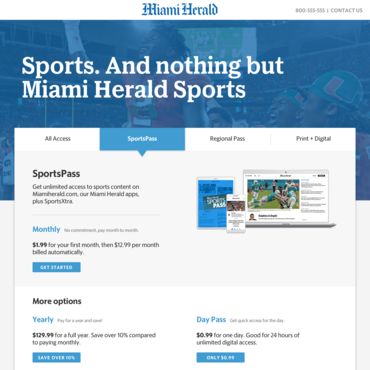 Miami Herald
800-555-555 | CONTACT US
Sports. And nothing but
Miami Herald Sports
All Access
SportsPass
Regional Pass
Print + Digital
SportsPass
Get unlimited access to sports content on
Miamiherald.com, our Miami Herald apps,
plus SportsXtra.
Monthly No commitment, pay month to month.
$1.99 for your first month, then $12.99 per month
billed automatically.
GET STARTED
SPORTS
PASS
More options
Yearly Pay for a year and save!
$129.99 for a full year. Save over 10% compared
to paying monthly.
SAVE OVER 10%
Day Pass Get quick access for the day.
$0.99 for one day. Good for 24 hours of
unlimited digital access.
ONLY $0.99